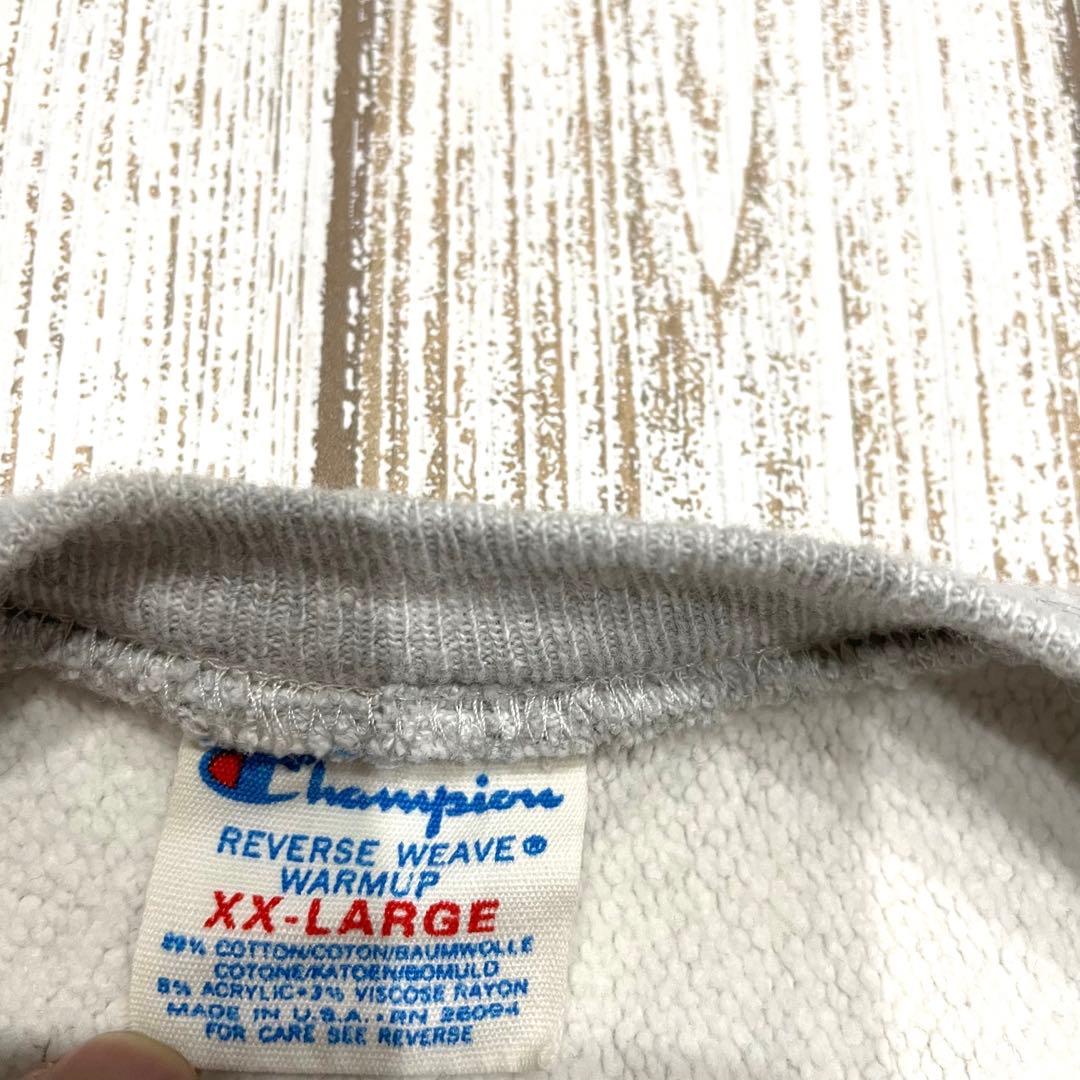 Champion
REVERSE WEAVE®
WARMUP
XX-LARGE
89% COTTON/COTON/BAUMWOLLE
COTONE/KATOEN/BOMULD
8% ACRYLIC•3% VISCOSE RAYON
MADE IN U.S.A.•RN 26094
FOR CARE SEE REVERSE